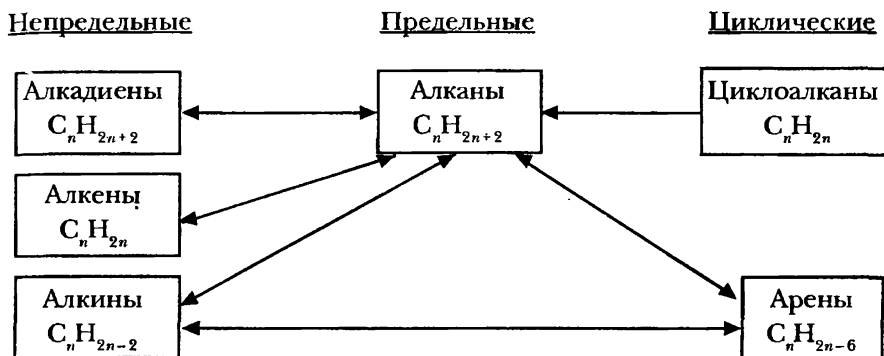 Непредельные Предельные Циклические
Алкадиены Алканы Циклоалканы
CₙH₂ₙ₊₂ CₙH₂ₙ₊₂ CₙH₂ₙ
Алкены
CₙH₂ₙ
Алкины Арены
CₙH₂ₙ₋₂ CₙH₂ₙ₋₆